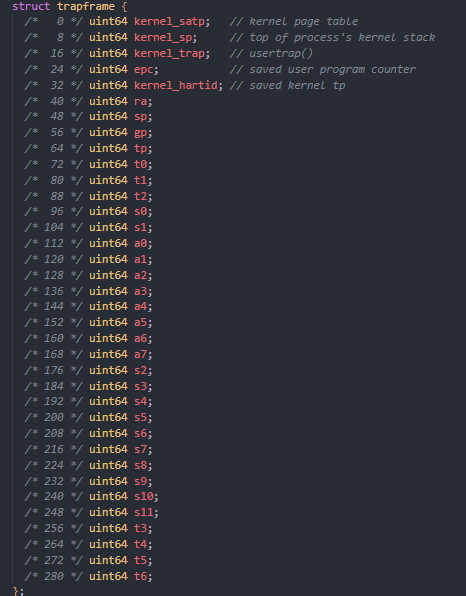 struct trapframe {
/*   0 */ uint64 kernel_satp;   // kernel page table
/*   8 */ uint64 kernel_sp;     // top of process's kernel stack
/*  16 */ uint64 kernel_trap;   // usertrap()
/*  24 */ uint64 epc;           // saved user program counter
/*  32 */ uint64 kernel_hartid; // saved kernel tp
/*  40 */ uint64 ra;
/*  48 */ uint64 sp;
/*  56 */ uint64 gp;
/*  64 */ uint64 tp;
/*  72 */ uint64 t0;
/*  80 */ uint64 t1;
/*  88 */ uint64 t2;
/*  96 */ uint64 s0;
/* 104 */ uint64 s1;
/* 112 */ uint64 a0;
/* 120 */ uint64 a1;
/* 128 */ uint64 a2;
/* 136 */ uint64 a3;
/* 144 */ uint64 a4;
/* 152 */ uint64 a5;
/* 160 */ uint64 a6;
/* 168 */ uint64 a7;
/* 176 */ uint64 s2;
/* 184 */ uint64 s3;
/* 192 */ uint64 s4;
/* 200 */ uint64 s5;
/* 208 */ uint64 s6;
/* 216 */ uint64 s7;
/* 224 */ uint64 s8;
/* 232 */ uint64 s9;
/* 240 */ uint64 s10;
/* 248 */ uint64 s11;
/* 256 */ uint64 t3;
/* 264 */ uint64 t4;
/* 272 */ uint64 t5;
/* 280 */ uint64 t6;
};